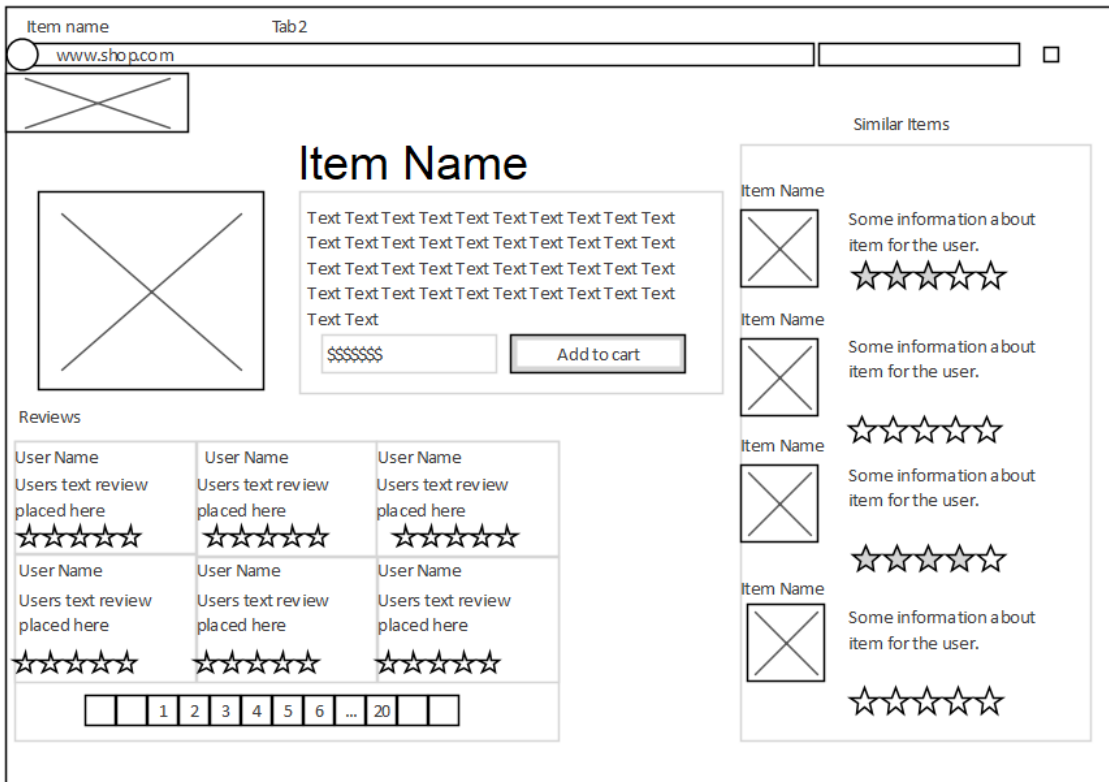 Item name
Tab2
www.shop.com
Item Name
Text Text Text Text Text Text Text Text Text Text
Text Text Text Text Text Text Text Text Text Text
Text Text Text Text Text Text Text Text Text Text
Text Text Text Text Text Text Text Text Text Text
Text Text
$$$$$$$
Add to cart
Reviews
User Name
Users text review
placed here
User Name
Users text review
placed here
User Name
Users text review
placed here
User Name
Users text review
placed here
User Name
Users text review
placed here
User Name
Users text review
placed here
1 2 3 4 5 6 ... 20
Similar Items
Item Name
Some information about
item for the user.
Item Name
Some information about
item for the user.
Item Name
Some information about
item for the user.
Item Name
Some information about
item for the user.